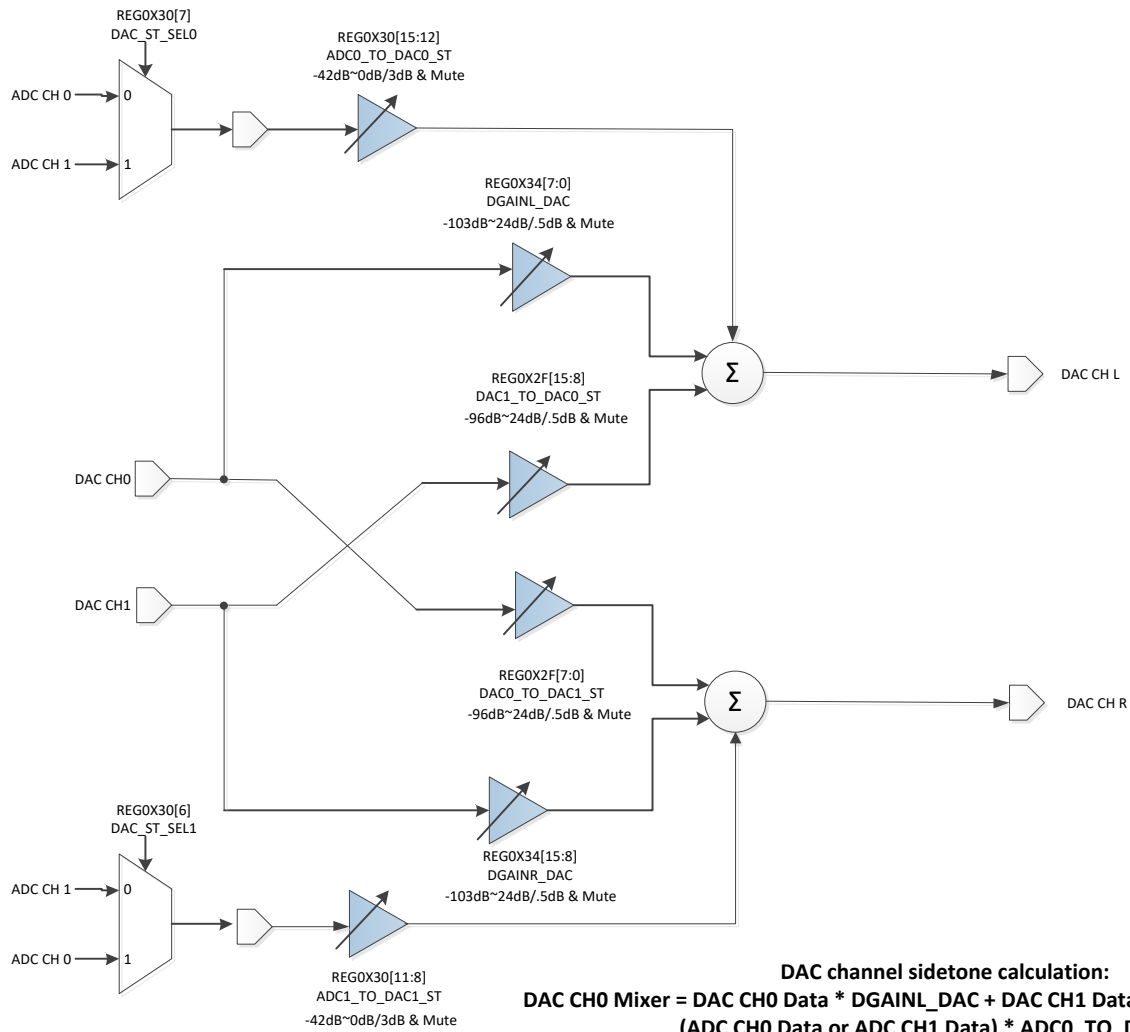 REG0X30[7]
DAC_ST_SEL0
REG0X30[15:12]
ADC0_TO_DAC0_ST
-42dB~0dB/3dB & Mute
ADC CH 0
0
ADC CH 1
1
REG0X34[7:0]
DGAINL_DAC
-103dB~24dB/.5dB & Mute
REG0X2F[15:8]
DAC1_TO_DAC0_ST
-96dB~24dB/.5dB & Mute
Σ
DAC CH L
DAC CH0
DAC CH1
REG0X2F[7:0]
DAC0_TO_DAC1_ST
-96dB~24dB/.5dB & Mute
Σ
DAC CH R
REG0X30[6]
DAC_ST_SEL1
REG0X34[15:8]
DGAINR_DAC
-103dB~24dB/.5dB & Mute
ADC CH 1
0
ADC CH 0
1
REG0X30[11:8]
ADC1_TO_DAC1_ST
-42dB~0dB/3dB & Mute
DAC channel sidetone calculation:
DAC CH0 Mixer = DAC CH0 Data * DGAINL_DAC + DAC CH1 Data
(ADC CH0 Data or ADC CH1 Data) * ADC0_TO_D